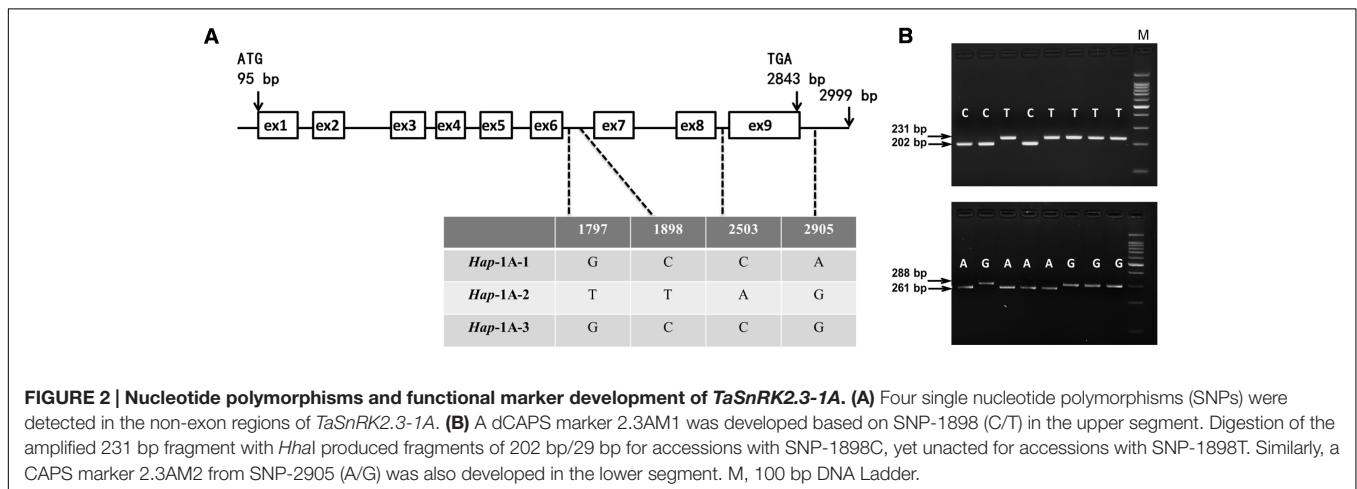 A
ATG
95 bp
TGA
2843 bp
2999 bp
ex1 ex2 ex3 ex4 ex5 ex6 ex7 ex8 ex9
1797 1898 2503 2905
Hap-1A-1 G C C A
Hap-1A-2 T T A G
Hap-1A-3 G C C G
B
M
C C T C T T T T
231 bp
202 bp
A G A A A G G G
288 bp
261 bp
FIGURE 2 | Nucleotide polymorphisms and functional marker development of TaSnRK2.3-1A. (A) Four single nucleotide polymorphisms (SNPs) were
detected in the non-exon regions of TaSnRK2.3-1A. (B) A dCAPS marker 2.3AM1 was developed based on SNP-1898 (C/T) in the upper segment. Digestion of the
amplified 231 bp fragment with HhaI produced fragments of 202 bp/29 bp for accessions with SNP-1898C, yet unacted for accessions with SNP-1898T. Similarly, a
CAPS marker 2.3AM2 from SNP-2905 (A/G) was also developed in the lower segment. M, 100 bp DNA Ladder.